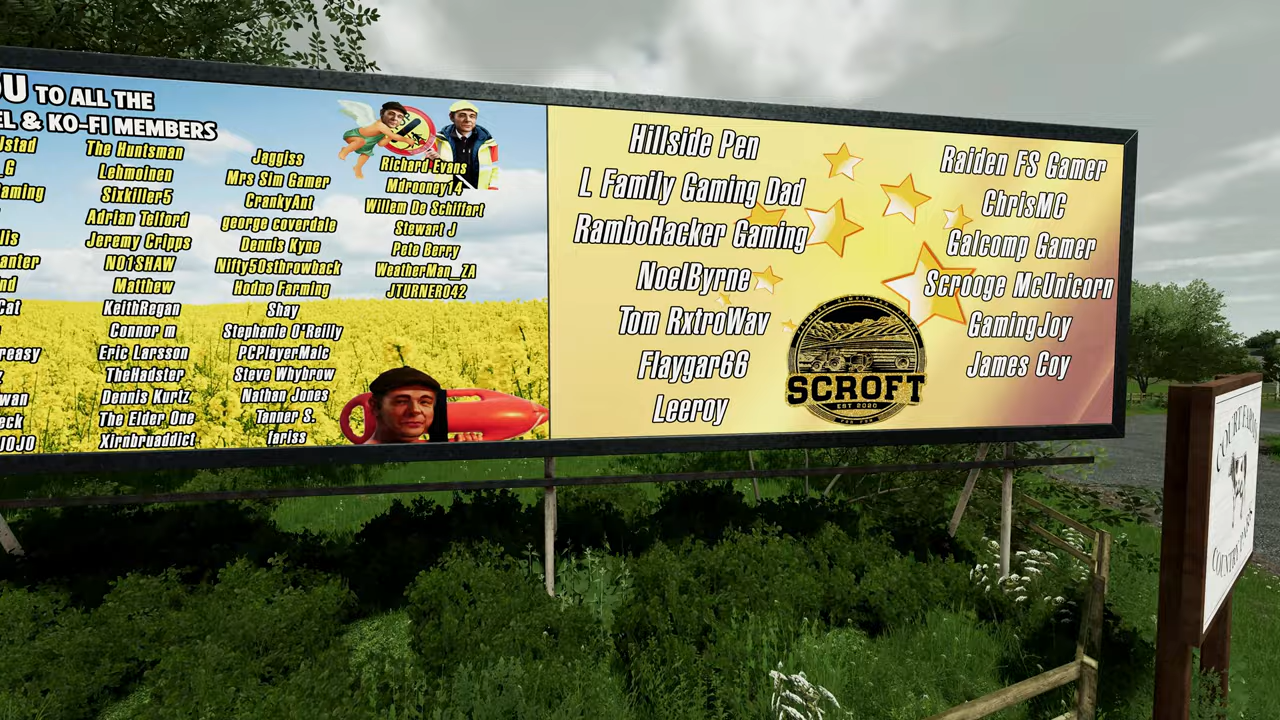 TO ALL THE
& KO-FI MEMBERS
The Huntsman
Lehmoinen
Sixkiller5
Adrian Telford
Jeremy Cripps
NO1SHAW
Matthew
KeithRegan
Connor m
Eric Larsson
TheHadster
Dennis Kurtz
The Elder One
Xirnbruaddict
Jaggiss
Mrs Sim Gamer
CrankyAnt
george coverdale
Dennis Kyne
Nifty50sthrowback
Hodne Farming
Shay
Stephanie O'Reilly
PCPlayerMalc
Steve Whybrow
Nathan Jones
Tanner S.
fariss
Richard Evans
Mdrooney14
Willem De Schiffart
Stewart J
Pete Berry
WeatherMan_ZA
JTURNER042
Hillside Pen
L Family Gaming Dad
RamboHacker Gaming
NoelByrne
Tom RxtroWav
Flaygar66
Leeroy
SCROFT
EST 2020
Raiden FS Gamer
ChrisMC
Galcomp Gamer
Scrooge McUnicorn
GamingJoy
James Coy